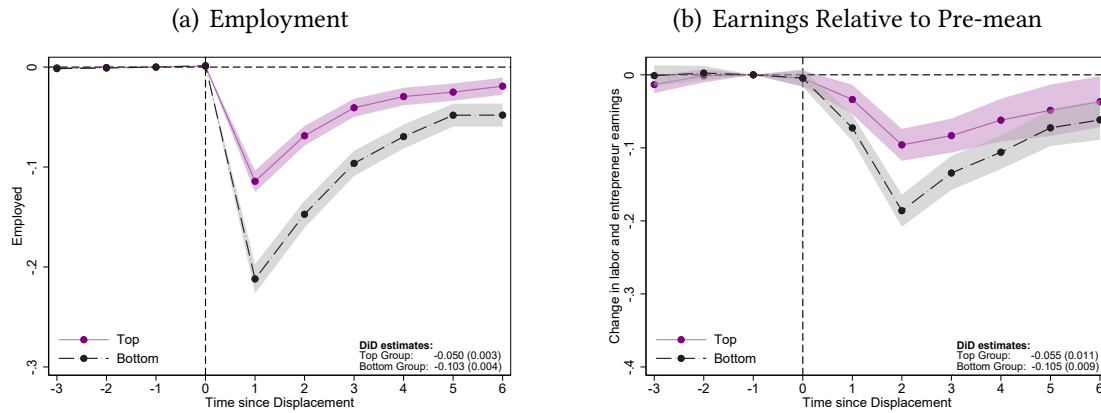 (a) Employment
0
-.1
-.2
-.3
Employed
Top
Bottom
DiD estimates:
Top Group: -0.050 (0.003)
Bottom Group: -0.103 (0.004)
-3 -2 -1 0 1 2 3 4 5 6
Time since Displacement
(b) Earnings Relative to Pre-mean
0
-.1
-.2
-.3
-.4
Change in labor and entrepreneur earnings
Top
Bottom
DiD estimates:
Top Group: -0.055 (0.011)
Bottom Group: -0.105 (0.009)
-3 -2 -1 0 1 2 3 4 5 6
Time since Displacement